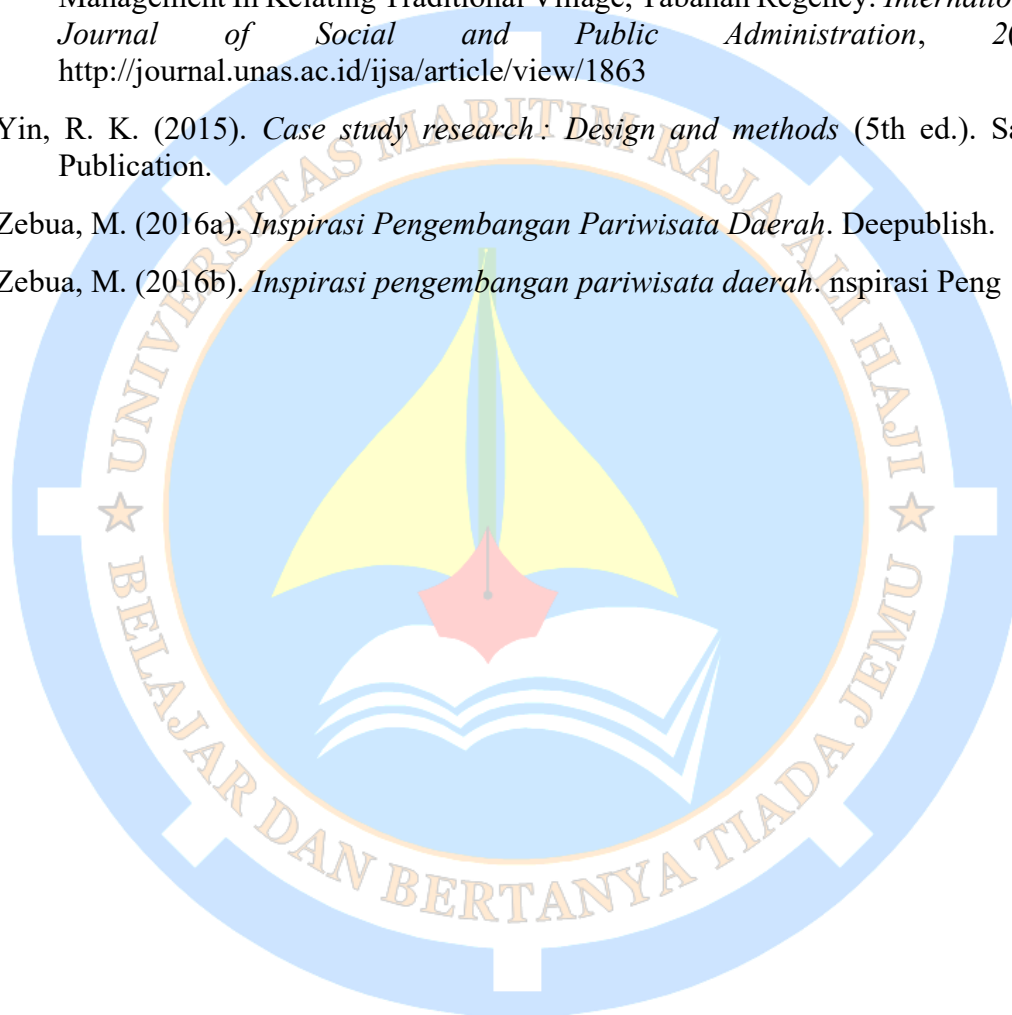 Management In Kelating Traditional Village, Tabanan Regency. Internatio
Journal of Social and Public Administration, 2
http://journal.unas.ac.id/ijsa/article/view/1863
Yin, R. K. (2015). Case study research : Design and methods (5th ed.). Sa
Publication.
Zebua, M. (2016a). Inspirasi Pengembangan Pariwisata Daerah. Deepublish.
Zebua, M. (2016b). Inspirasi pengembangan pariwisata daerah. nspirasi Peng
UNIVERSITAS MARITIM RAJA ALI HAJI
BELAJAR DAN BERTANYA TIADA JEMU